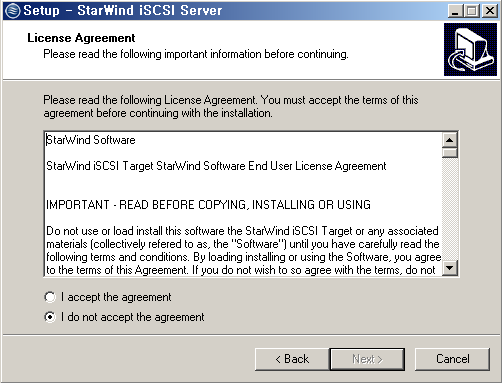 Setup - StarWind iSCSI Server
License Agreement
Please read the following important information before continuing.
Please read the following License Agreement. You must accept the terms of this
agreement before continuing with the installation.
StarWind Software
StarWind iSCSI Target StarWind Software End User License Agreement
IMPORTANT - READ BEFORE COPYING, INSTALLING OR USING
Do not use or load install this software the StarWind iSCSI Target or any associated
materials (collectively refered to as, the "Software") until you have carefully read the
following terms and conditions. By loading installing or using the Software, you agree
to the terms of this Agreement. If you do not wish to so agree with the terms, do not
I accept the agreement
I do not accept the agreement
< Back
Next >
Cancel